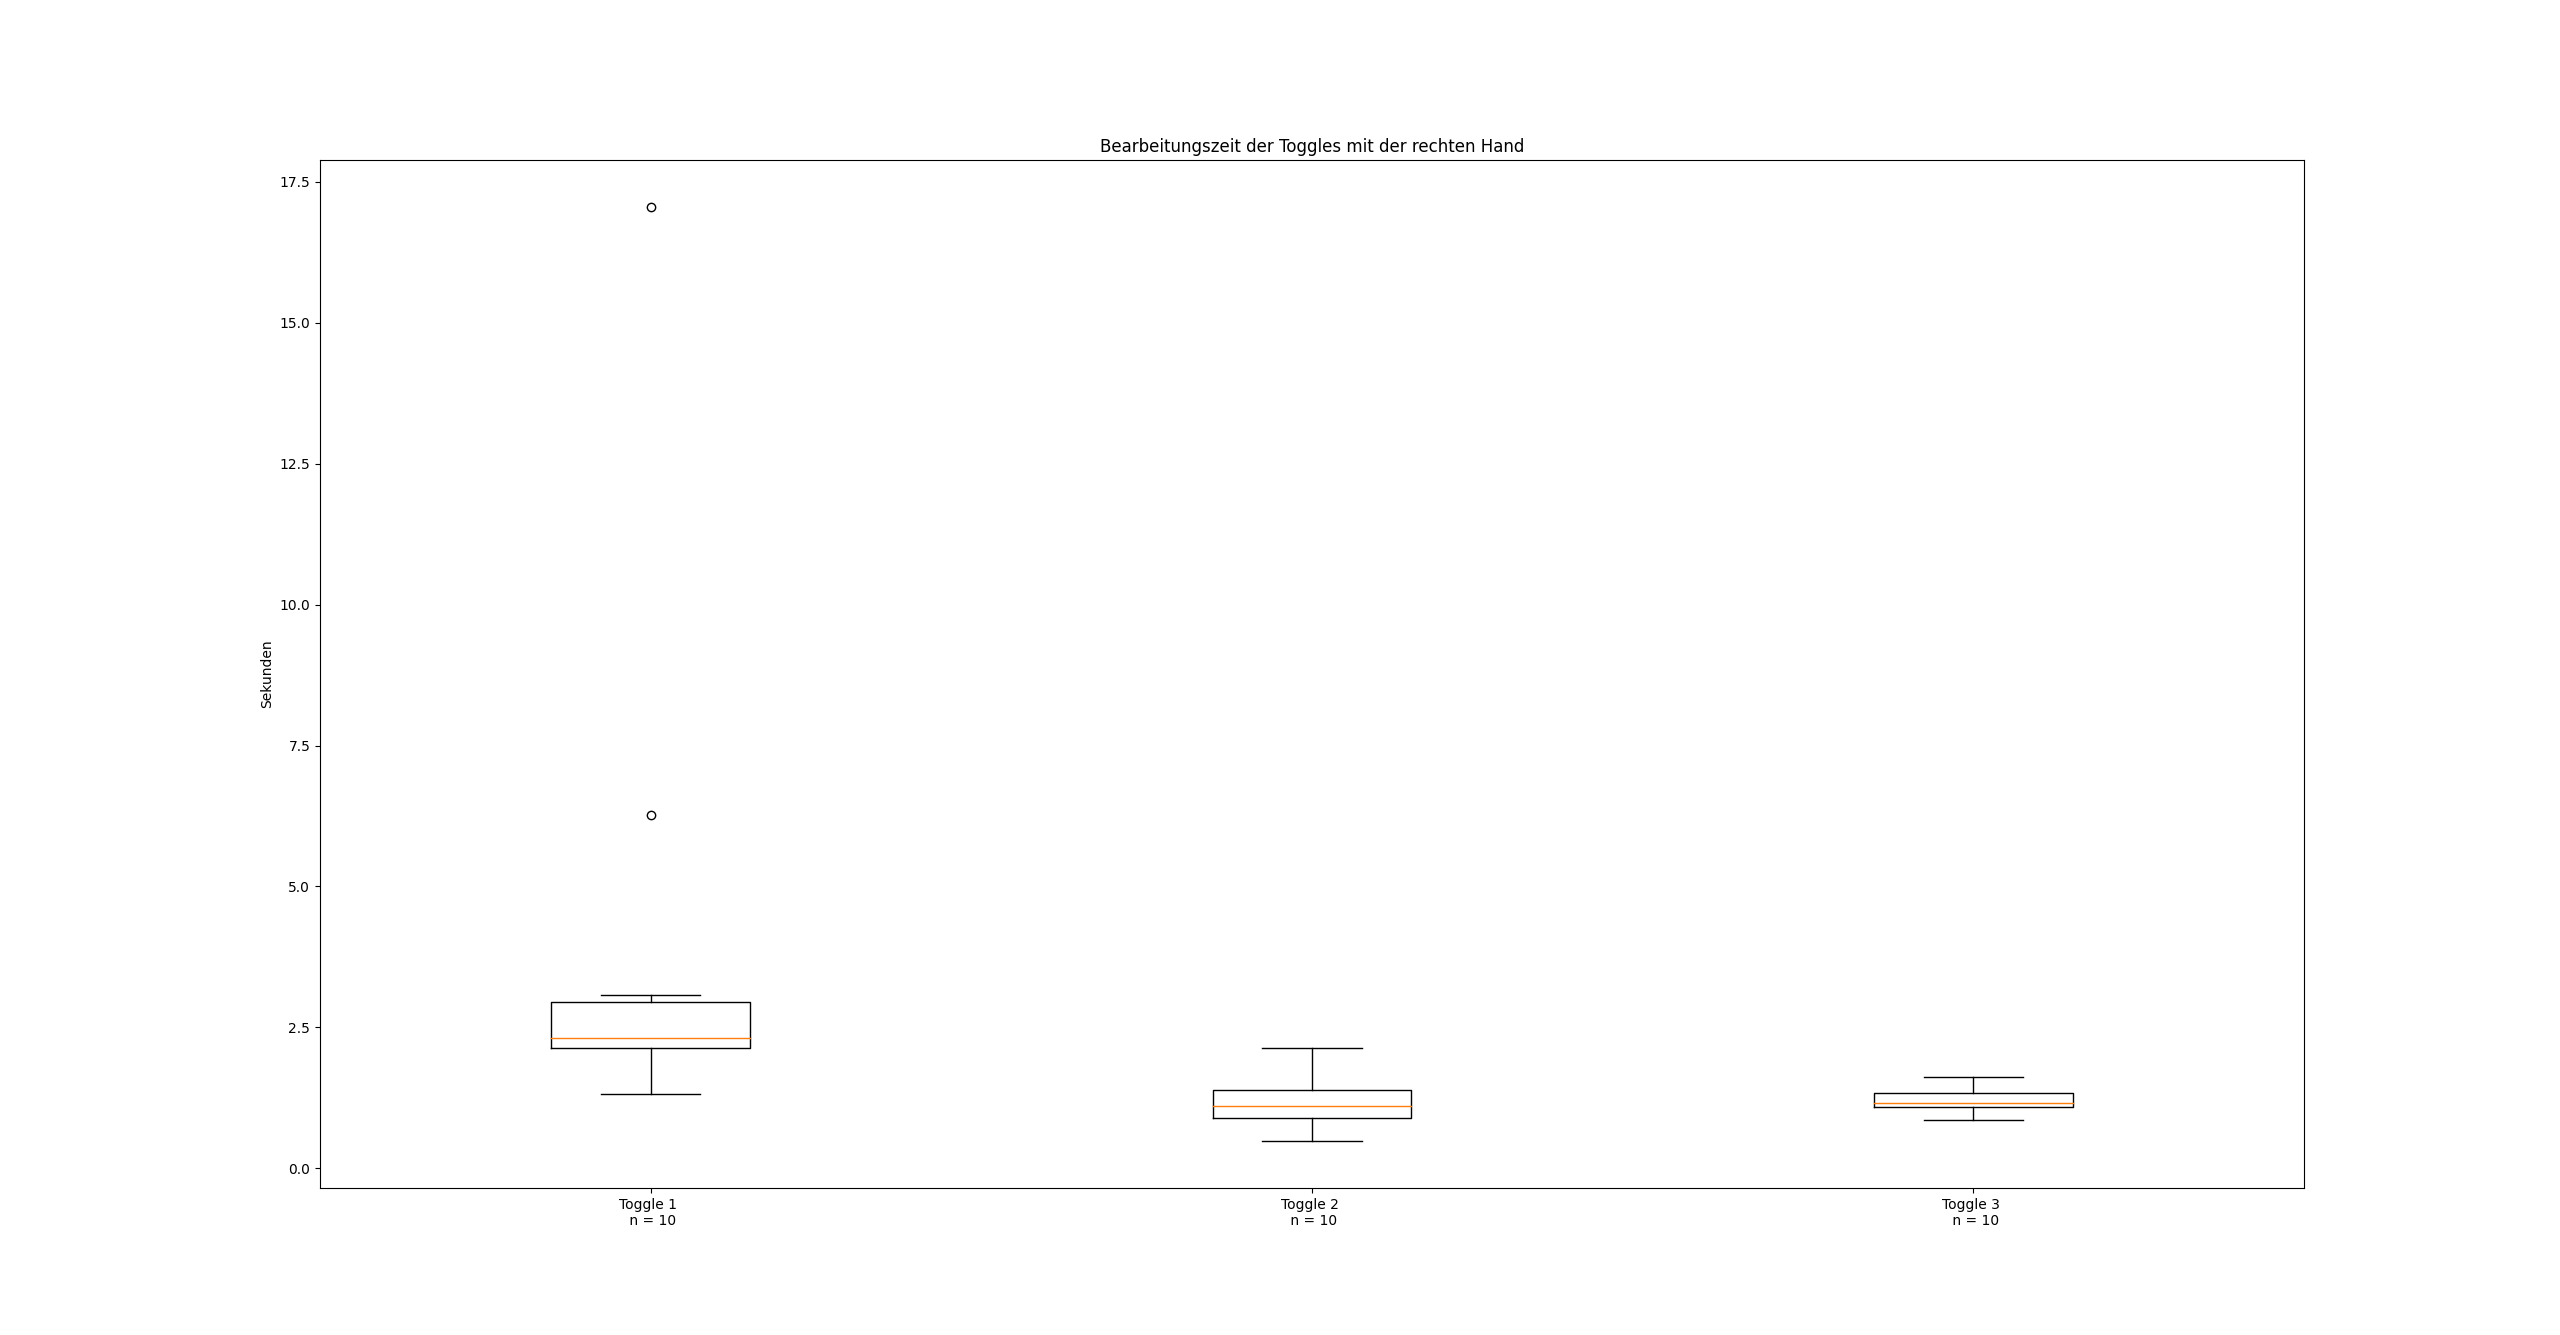 Bearbeitungszeit der Toggles mit der rechten Hand
17.5
15.0
12.5
10.0
7.5
5.0
2.5
0.0
Sekunden
Toggle 1
n = 10
Toggle 2
n = 10
Toggle 3
n = 10